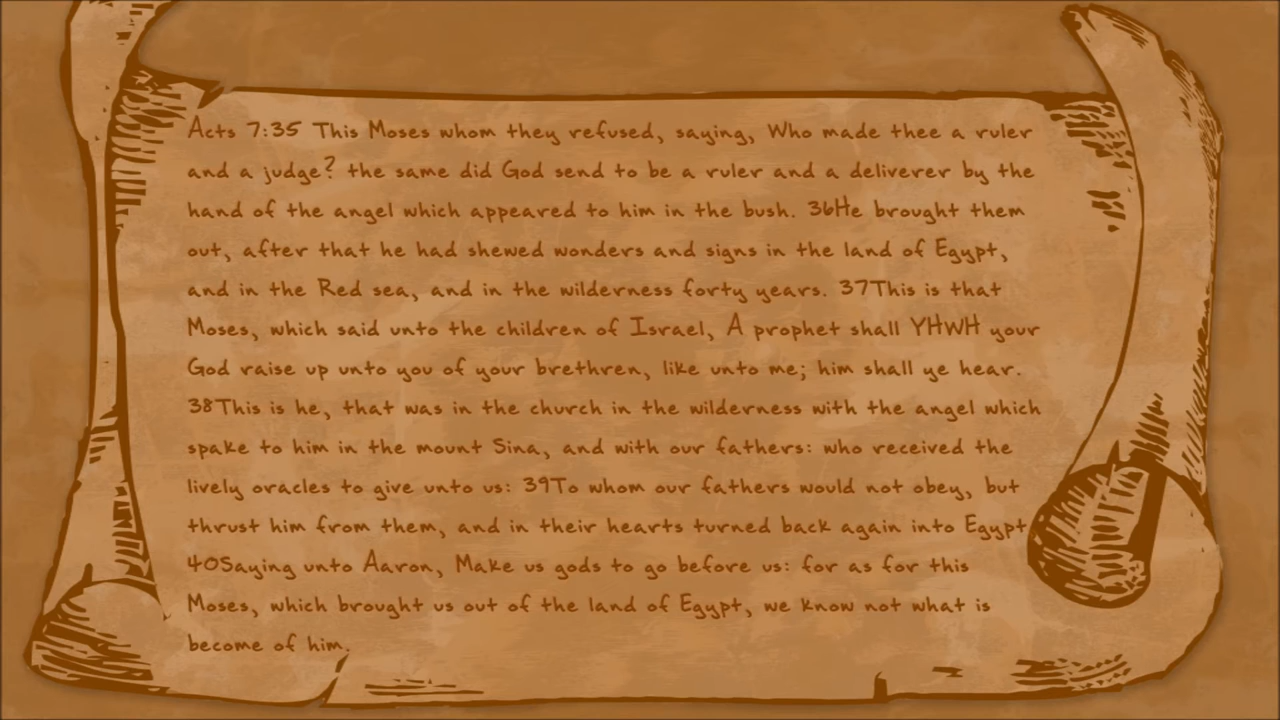 Acts 7:35 This Moses whom they refused, saying, Who made thee a ruler
and a judge? the same did God send to be a ruler and a deliverer by the
hand of the angel which appeared to him in the bush. 36He brought them
out, after that he had shewed wonders and signs in the land of Egypt,
and in the Red sea, and in the wilderness forty years. 37This is that
Moses, which said unto the children of Israel, A prophet shall YHWH your
God raise up unto you of your brethren, like unto me; him shall ye hear.
38This is he, that was in the church in the wilderness with the angel which
spake to him in the mount Sina, and with our fathers: who received the
lively oracles to give unto us: 39To whom our fathers would not obey, but
thrust him from them, and in their hearts turned back again into Egypt
40Saying unto Aaron, Make us gods to go before us: for as for this
Moses, which brought us out of the land of Egypt, we know not what is
become of him.